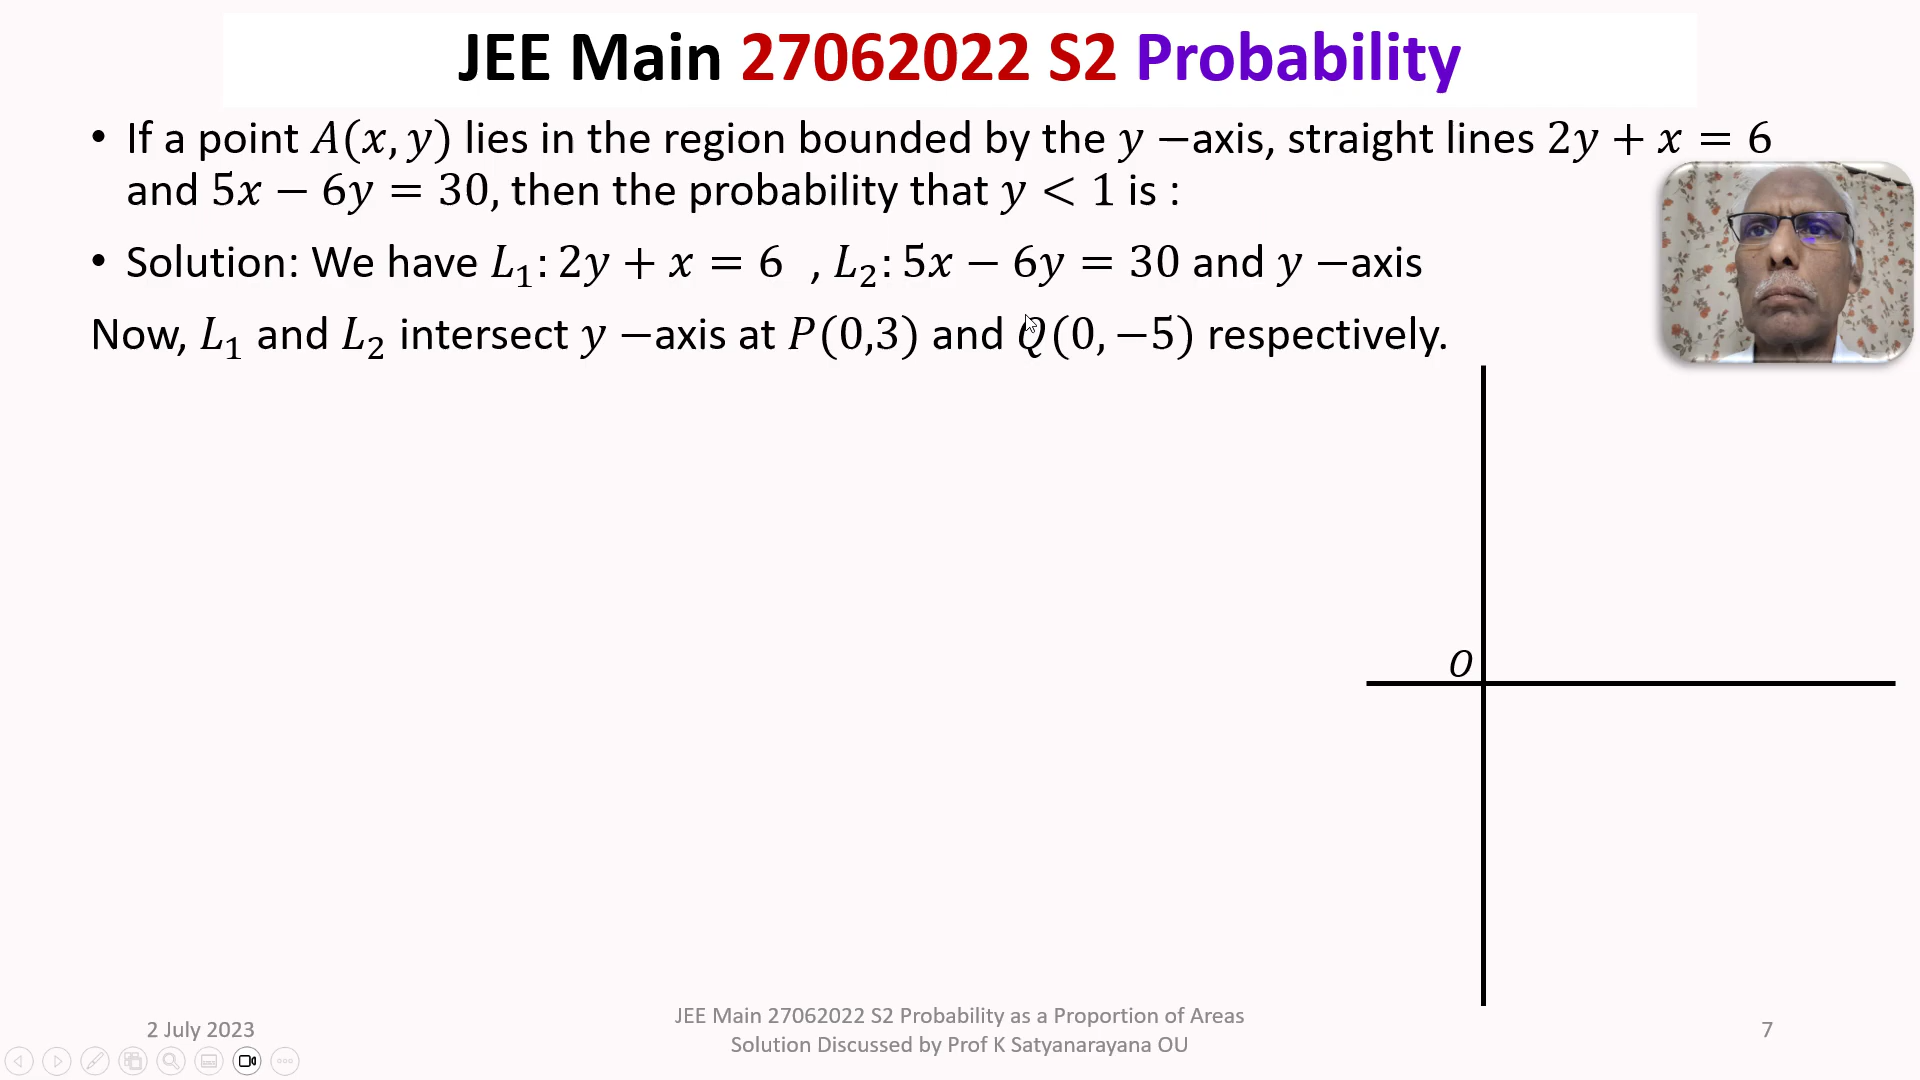 JEE Main 27062022 S2 Probability
• If a point A(x, y) lies in the region bounded by the y −axis, straight lines 2y + x = 6
and 5x − 6y = 30, then the probability that y < 1 is :
• Solution: We have L₁: 2y + x = 6 , L₂: 5x − 6y = 30 and y −axis
Now, L₁ and L₂ intersect y −axis at P(0,3) and Q(0, −5) respectively.
O
2 July 2023
JEE Main 27062022 S2 Probability as a Proportion of Areas
Solution Discussed by Prof K Satyanarayana OU
7